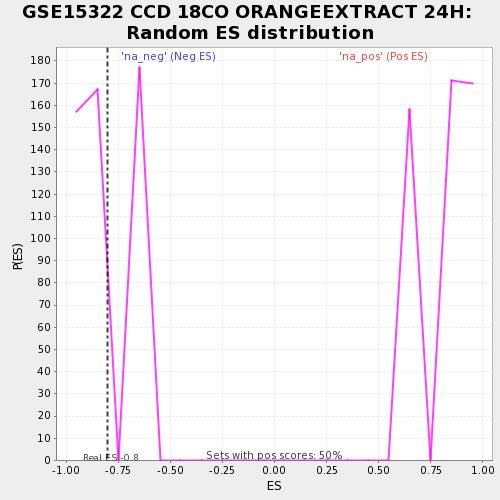 GSE15322 CCD 18CO ORANGEEXTRACT 24H:
Random ES distribution
'na_neg' (Neg ES)
'na_pos' (Pos ES)
180
170
160
150
140
130
120
110
100
90
80
70
60
50
40
30
20
10
0
P(ES)
Real ES -0.8
Sets with pos scores: 50%
-1.00 -0.75 -0.50 -0.25 0.00 0.25 0.50 0.75 1.00
ES